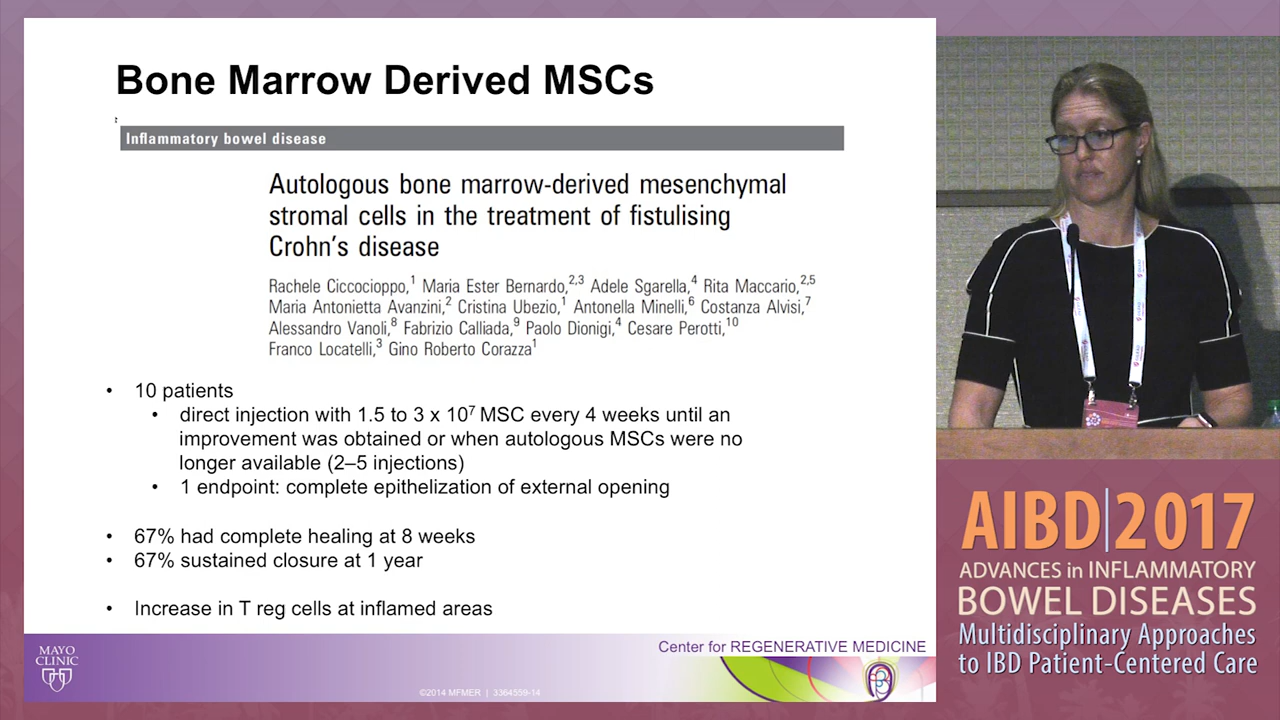 Bone Marrow Derived MSCs
Inflammatory bowel disease
Autologous bone marrow-derived mesenchymal
stromal cells in the treatment of fistulising
Crohn's disease
Rachele Ciccocioppo,1 Maria Ester Bernardo,2,3 Adele Sgarella,4 Rita Maccario,2,5
Maria Antonietta Avanzini,2 Cristina Ubezio,1 Antonella Minelli,6 Costanza Alvisi,7
Alessandro Vanoli,8 Fabrizio Calliada,9 Paolo Dionigi,4 Cesare Perotti,10
Franco Locatelli,3 Gino Roberto Corazza1
• 10 patients
• direct injection with 1.5 to 3 x 10⁷ MSC every 4 weeks until an
improvement was obtained or when autologous MSCs were no
longer available (2–5 injections)
• 1 endpoint: complete epithelization of external opening
• 67% had complete healing at 8 weeks
• 67% sustained closure at 1 year
• Increase in T reg cells at inflamed areas
MAYO
CLINIC
Center for REGENERATIVE MEDICINE
©2014 MFMER | 3364559-14
AIBD|2017
ADVANCES in INFLAMMATORY
BOWEL DISEASES
Multidisciplinary Approaches
to IBD Patient-Centered Care